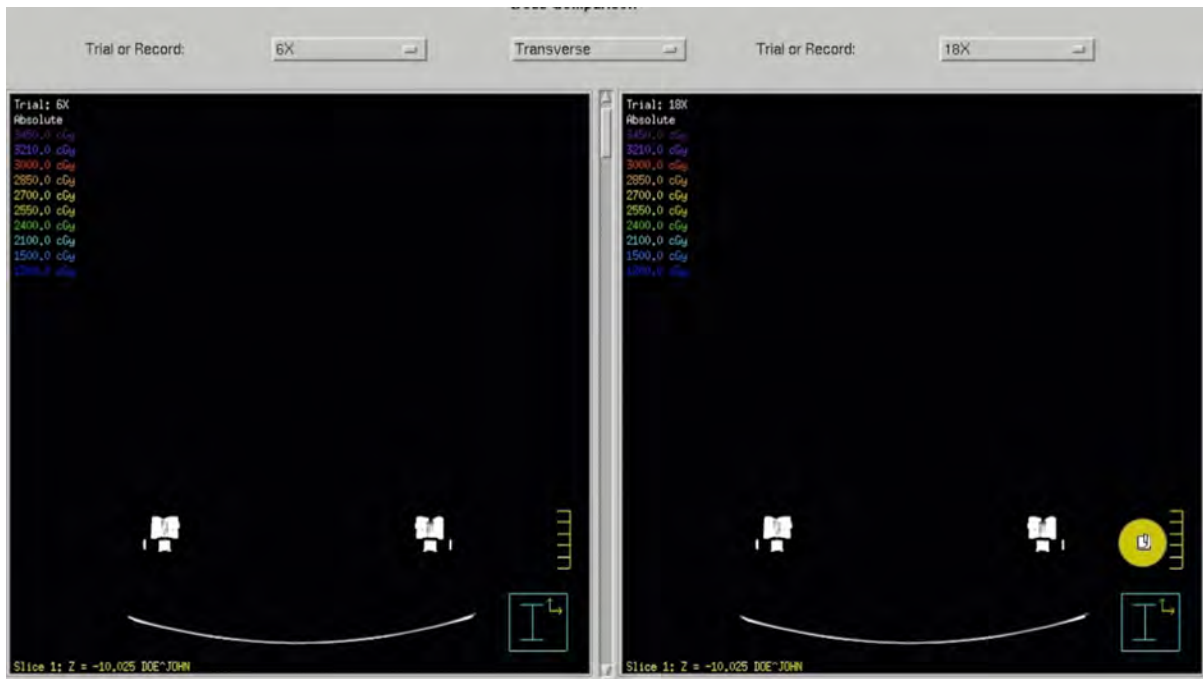 Dose Comparison
Trial or Record:
6X
Transverse
Trial or Record:
18X
Trial: 6X
Absolute
3450.0 cGy
3210.0 cGy
3000.0 cGy
2850.0 cGy
2700.0 cGy
2550.0 cGy
2400.0 cGy
2100.0 cGy
1500.0 cGy
Slice 1: Z = -10.025 DOE^JOHN
Trial: 18X
Absolute
3450.0 cGy
3210.0 cGy
3000.0 cGy
2850.0 cGy
2700.0 cGy
2550.0 cGy
2400.0 cGy
2100.0 cGy
1500.0 cGy
Slice 1: Z = -10.025 DOE^JOHN